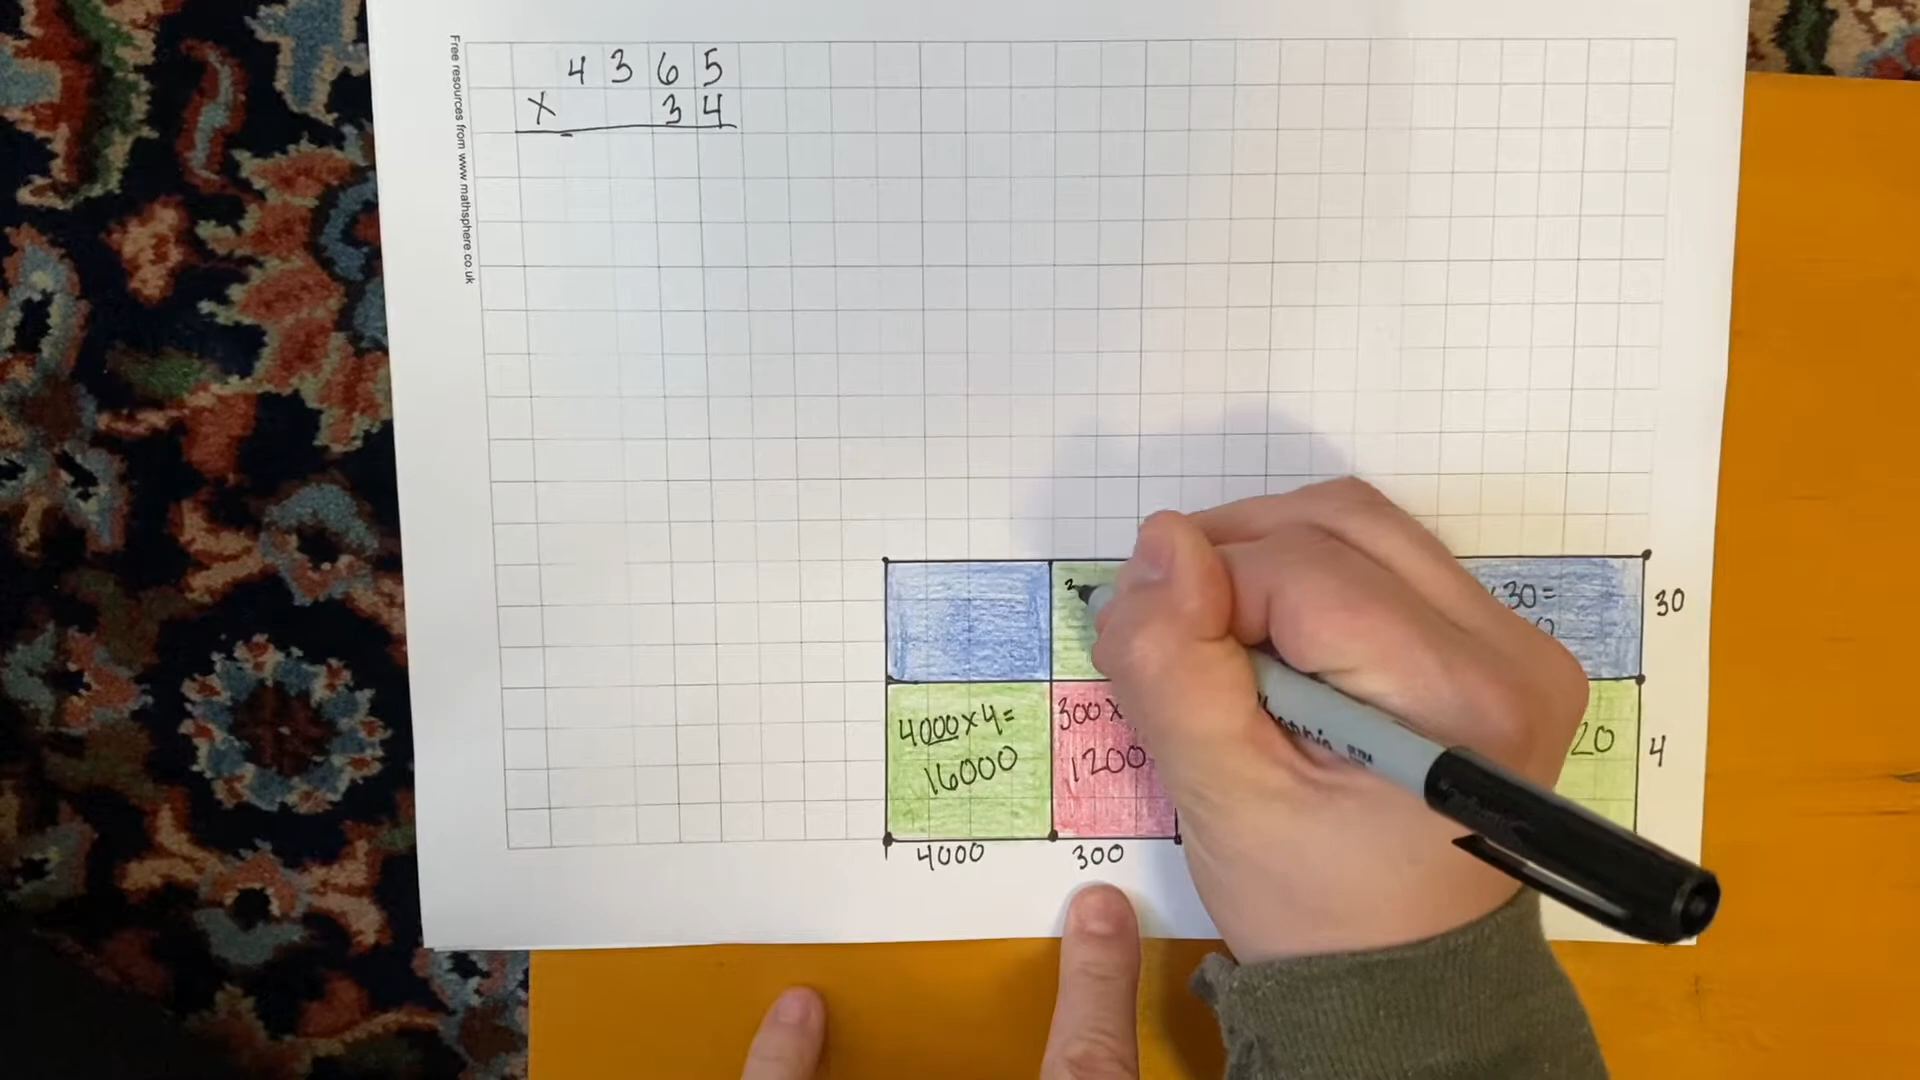 Free resources from www.mathsphere.co.uk
4 3 6 5
X 3 4
30=
30
4000x4=
16000
300x
1200
20
4
4000
300